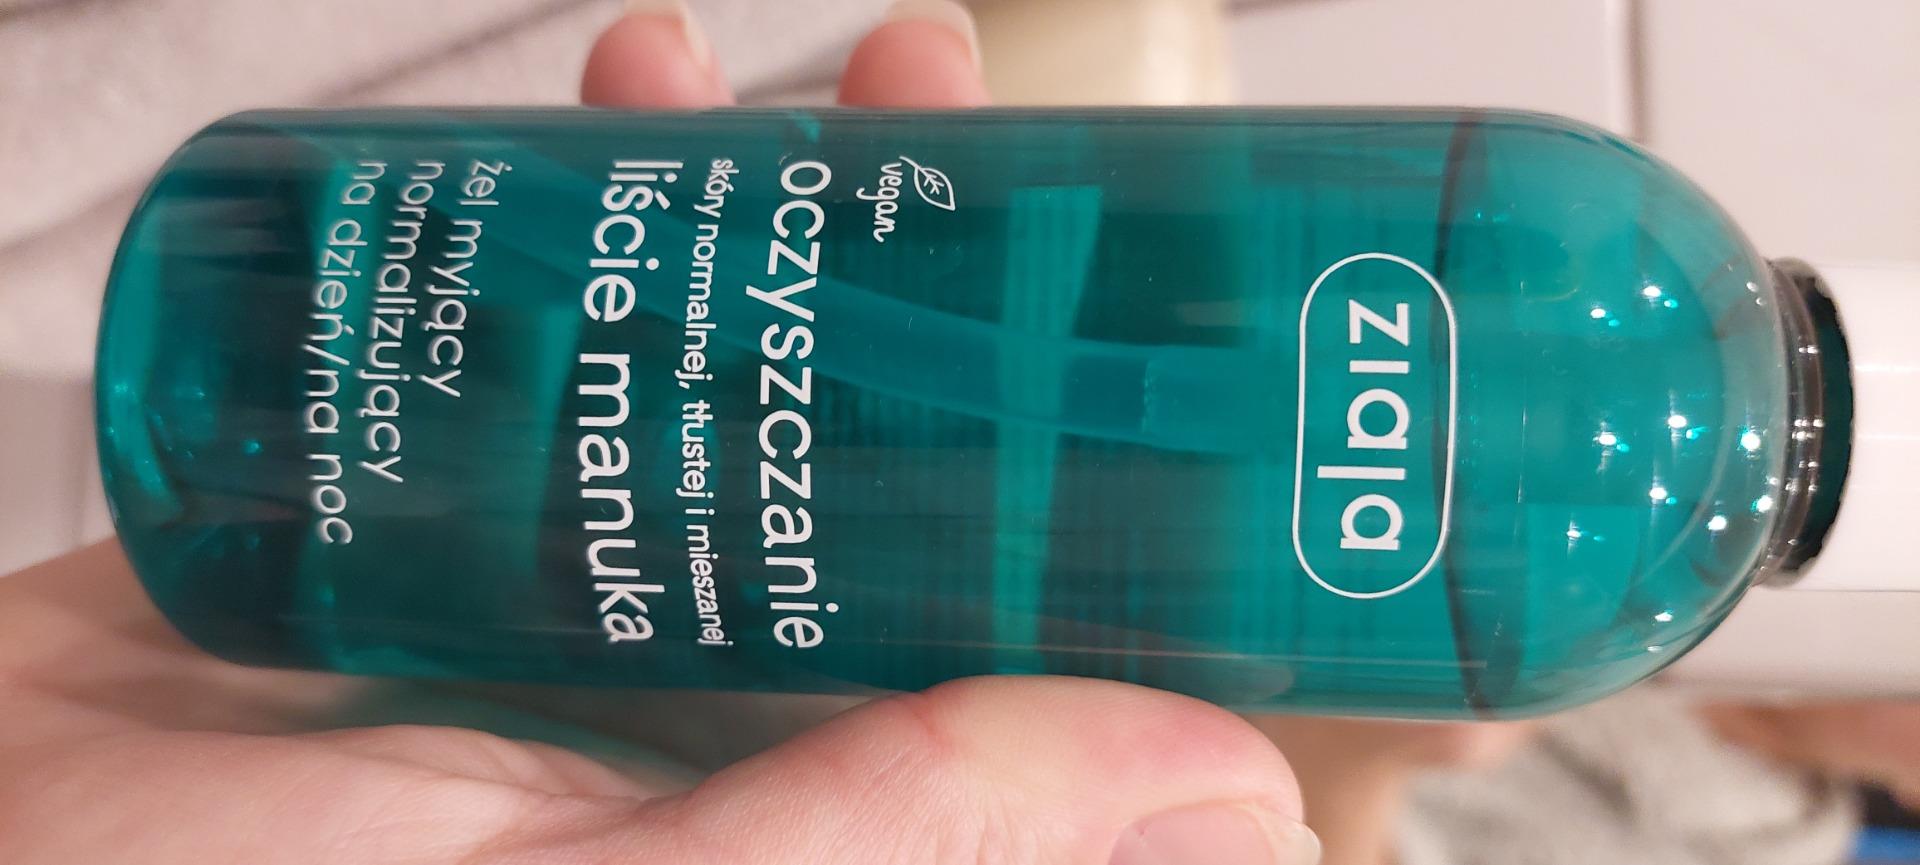 ziaja
vegan
oczyszczanie
skóry normalnej, tłustej i mieszanej
liście manuka
żel myjący
normalizujący
na dzień/na noc